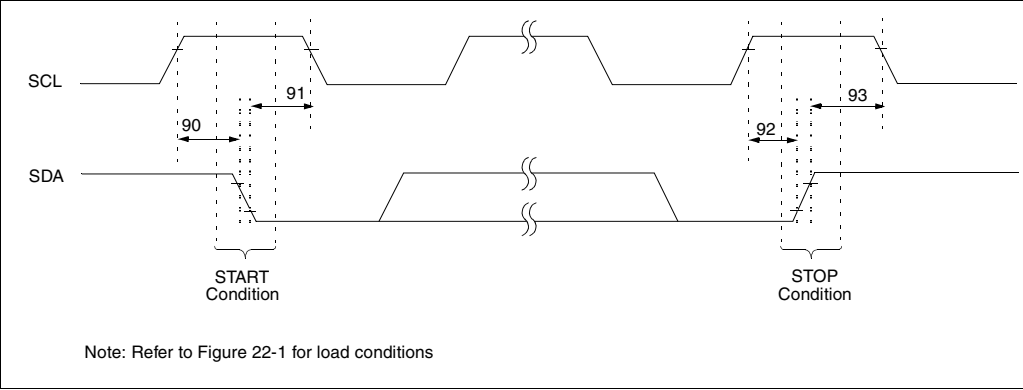 SCL
91
93
90
92
SDA
START
Condition
STOP
Condition
Note: Refer to Figure 22-1 for load conditions